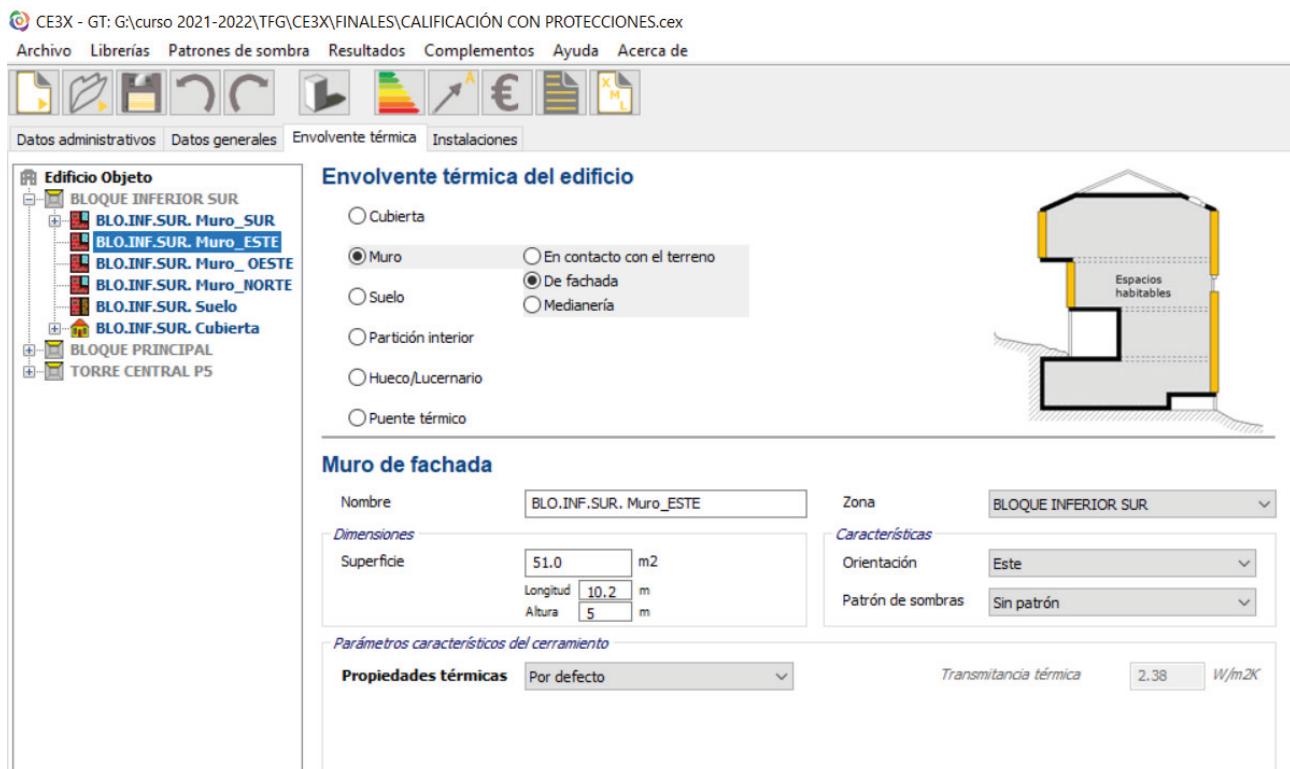 CE3X - GT: G:\curso 2021-2022\TFG\CE3X\FINALES\CALIFICACIÓN CON PROTECCIONES.cex
Archivo Librerías Patrones de sombra Resultados Complementos Ayuda Acerca de
A
€
X
M
L
Datos administrativos Datos generales Envolvente térmica Instalaciones
Edificio Objeto
BLOQUE INFERIOR SUR
BLO.INF.SUR. Muro_SUR
BLO.INF.SUR. Muro_ESTE
BLO.INF.SUR. Muro_ OESTE
BLO.INF.SUR. Muro_NORTE
BLO.INF.SUR. Suelo
BLO.INF.SUR. Cubierta
BLOQUE PRINCIPAL
TORRE CENTRAL P5
Envolvente térmica del edificio
Cubierta
Muro
En contacto con el terreno
De fachada
Medianería
Suelo
Partición interior
Hueco/Lucernario
Puente térmico
Espacios
habitables
Muro de fachada
Nombre BLO.INF.SUR. Muro_ESTE Zona BLOQUE INFERIOR SUR
Dimensiones
Superficie 51.0 m2
Longitud 10.2 m
Altura 5 m
Características
Orientación Este
Patrón de sombras Sin patrón
Parámetros característicos del cerramiento
Propiedades térmicas Por defecto Transmitancia térmica 2.38 W/m2K